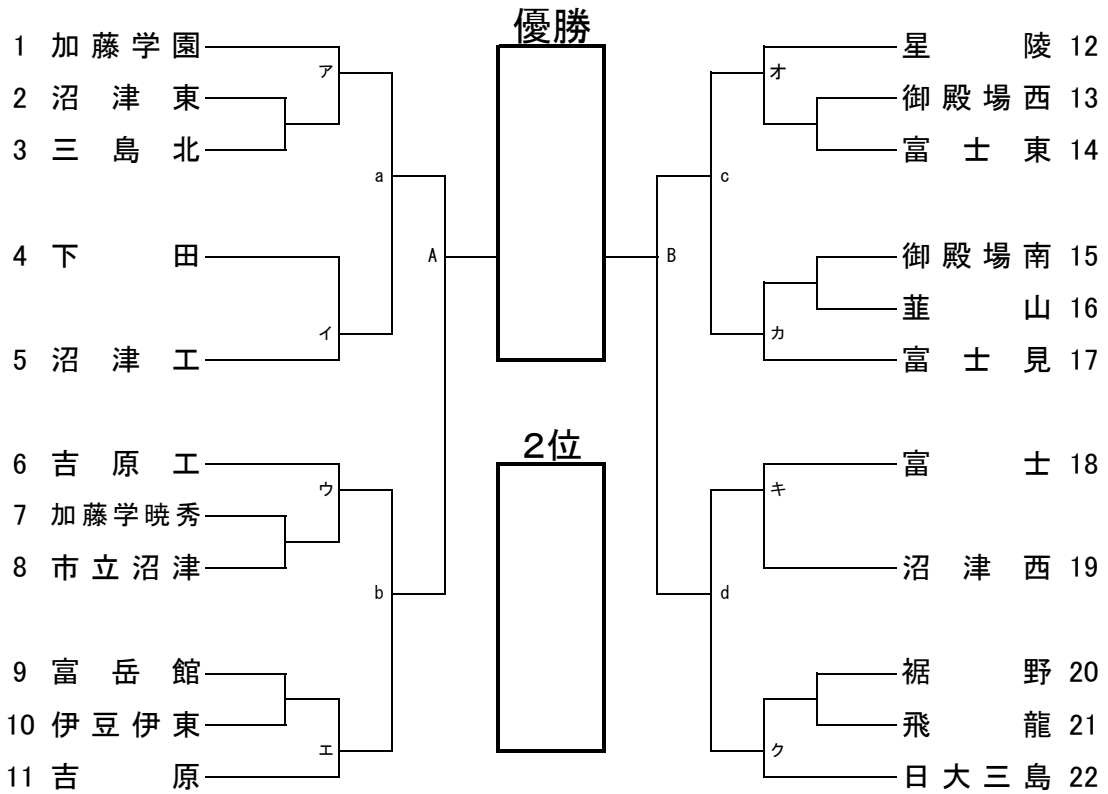 優勝
1 加藤学園
ア
2 沼津東
3 三島北
a
4 下田
A
イ
5 沼津工
6 吉原工
ウ
7 加藤学暁秀
8 市立沼津
b
9 富岳館
10 伊豆伊東
エ
11 吉原
2位
星陵 12
オ
御殿場西 13
富士東 14
c
御殿場南 15
B
韮山 16
カ
富士見 17
富士 18
キ
沼津西 19
d
裾野 20
飛龍 21
ク
日大三島 22